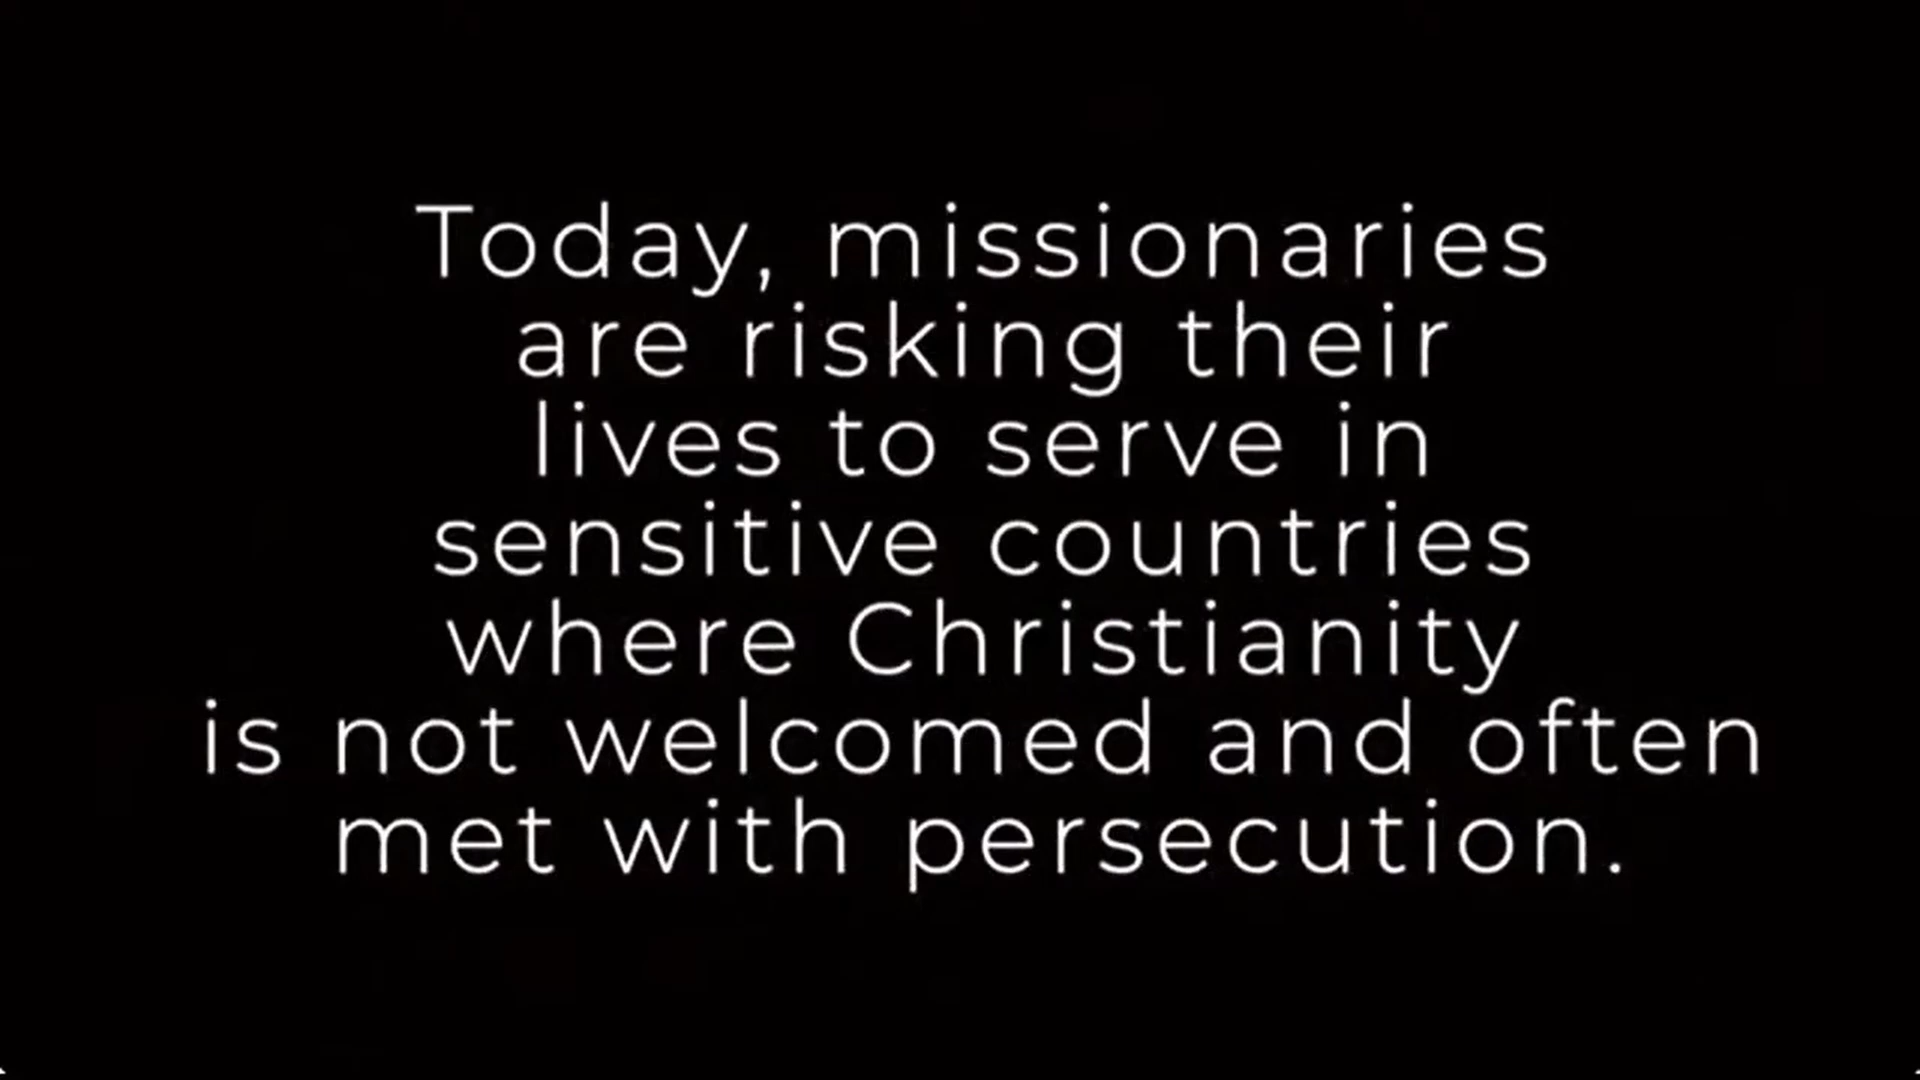 Today, missionaries
are risking their
lives to serve in
sensitive countries
where Christianity
is not welcomed and often
met with persecution.